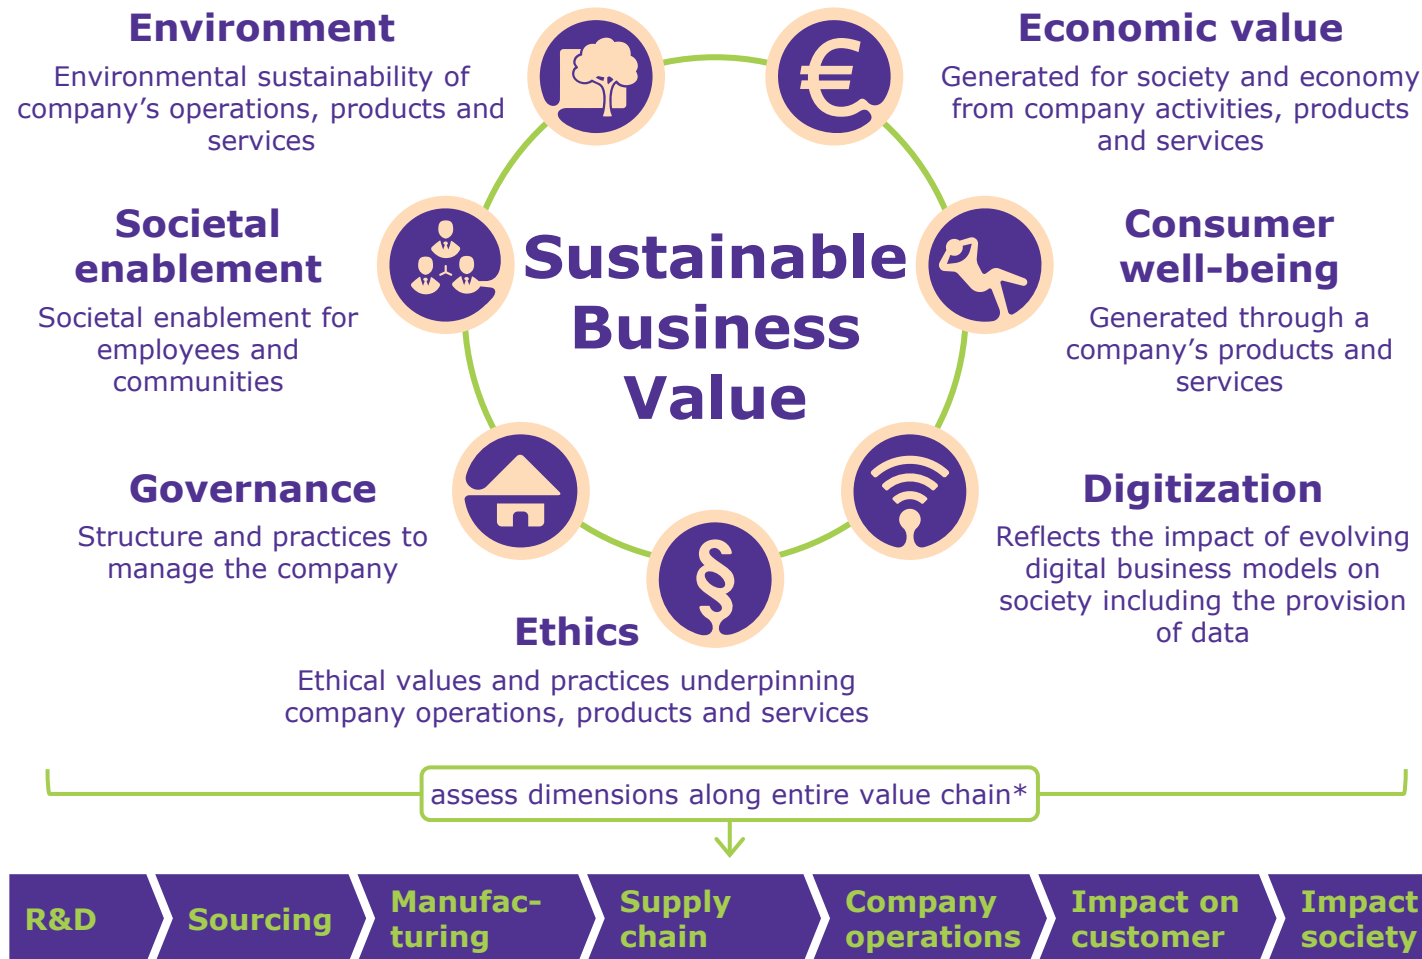 Environment
Environmental sustainability of
company's operations, products and
services
Economic value
Generated for society and economy
from company activities, products
and services
Societal
enablement
Societal enablement for
employees and
communities
Sustainable
Business
Value
Consumer
well-being
Generated through a
company's products and
services
Governance
Structure and practices to
manage the company
Digitization
Reflects the impact of evolving
digital business models on
society including the provision
of data
Ethics
Ethical values and practices underpinning
company operations, products and services
assess dimensions along entire value chain*
R&D
Sourcing
Manufac-
turing
Supply
chain
Company
operations
Impact on
customer
Impact
society